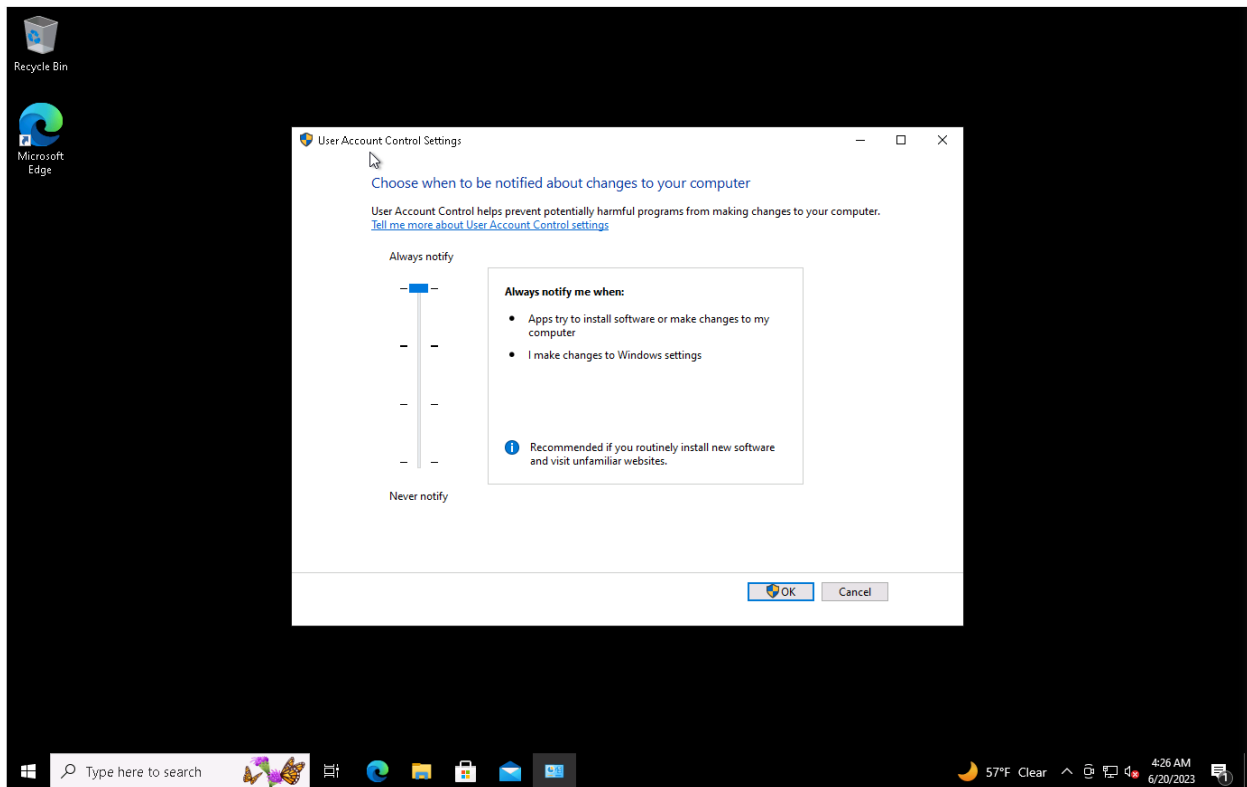 Recycle Bin
Microsoft
Edge
User Account Control Settings
Choose when to be notified about changes to your computer
User Account Control helps prevent potentially harmful programs from making changes to your computer.
Tell me more about User Account Control settings
Always notify
Always notify me when:
Apps try to install software or make changes to my
computer
I make changes to Windows settings
Recommended if you routinely install new software
and visit unfamiliar websites.
Never notify
OK
Cancel
Type here to search
57°F Clear
4:26 AM
6/20/2023
1